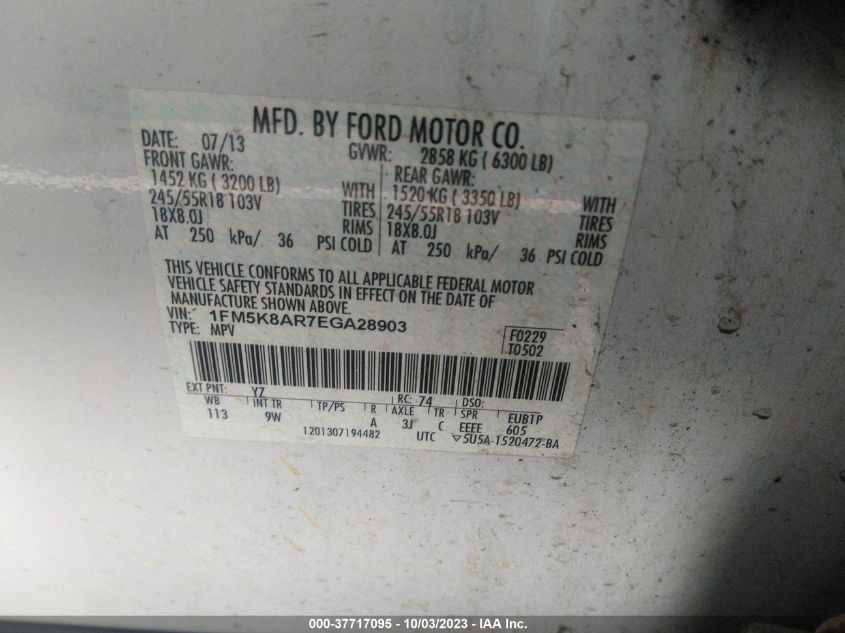 MFD. BY FORD MOTOR CO.
DATE: 07/13 GVWR: 2858 KG ( 6300 LB)
FRONT GAWR: REAR GAWR:
1452 KG ( 3200 LB) WITH 1520 KG ( 3350 LB) WITH
245/55R18 103V TIRES 245/55R18 103V TIRES
18X8.0J RIMS 18X8.0J RIMS
AT 250 kPa/ 36 PSI COLD AT 250 kPa/ 36 PSI COLD
THIS VEHICLE CONFORMS TO ALL APPLICABLE FEDERAL MOTOR
VEHICLE SAFETY STANDARDS IN EFFECT ON THE DATE OF
MANUFACTURE SHOWN ABOVE.
VIN: 1FM5K8AR7EGA28903
TYPE: MPV
F0229
T0502
EXT PNT: YZ RC: 74 DSO:
WB INT TR TP/PS R AXLE TR SPR EUB1P
113 9W A 3J C EEEE 605
1201307194482 UTC ▽5U5A-1520472-BA
000-37717095 - 10/03/2023 - IAA Inc.